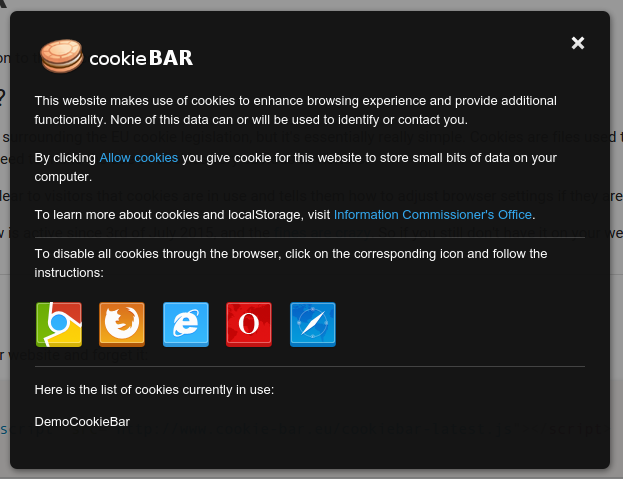 cookieBAR
This website makes use of cookies to enhance browsing experience and provide additional
functionality. None of this data can or will be used to identify or contact you.
By clicking Allow cookies you give cookie for this website to store small bits of data on your
computer.
To learn more about cookies and localStorage, visit Information Commissioner's Office.
To disable all cookies through the browser, click on the corresponding icon and follow the
instructions:
Here is the list of cookies currently in use:
DemoCookieBar